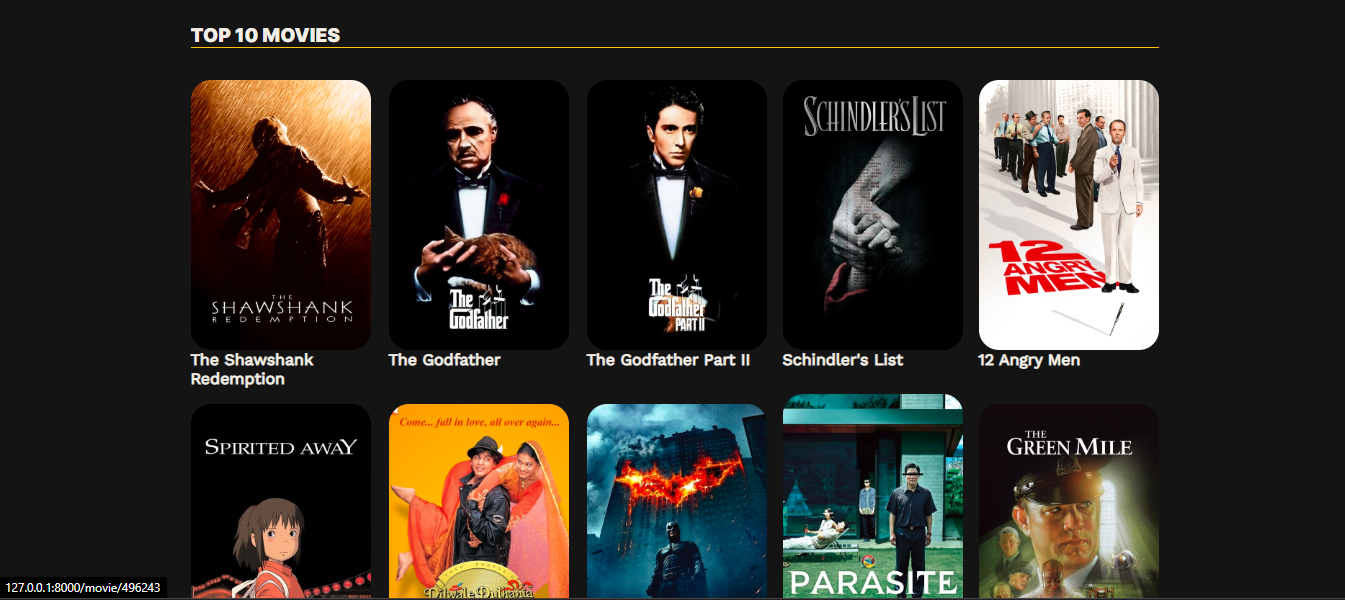 TOP 10 MOVIES
THE
SHAWSHANK
REDEMPTION
The
Godfather
The
Godfather
PART II
SCHINDLER'S LIST
12
ANGRY
MEN
The Shawshank
Redemption
The Godfather
The Godfather Part II
Schindler's List
12 Angry Men
SPIRITED AWAY
Come... fall in love, all over again...
Dilwale Dulhania
PARASITE
THE
GREEN MILE
127.0.0.1:8000/movie/496243